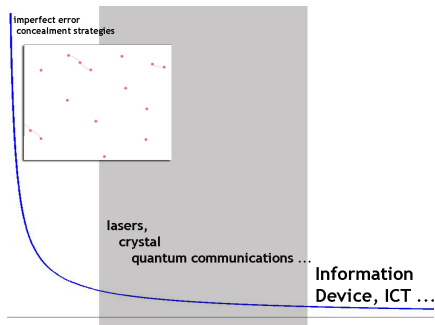 imperfect error
concealment strategies
lasers,
crystal
quantum communications ...
Information
Device, ICT ...